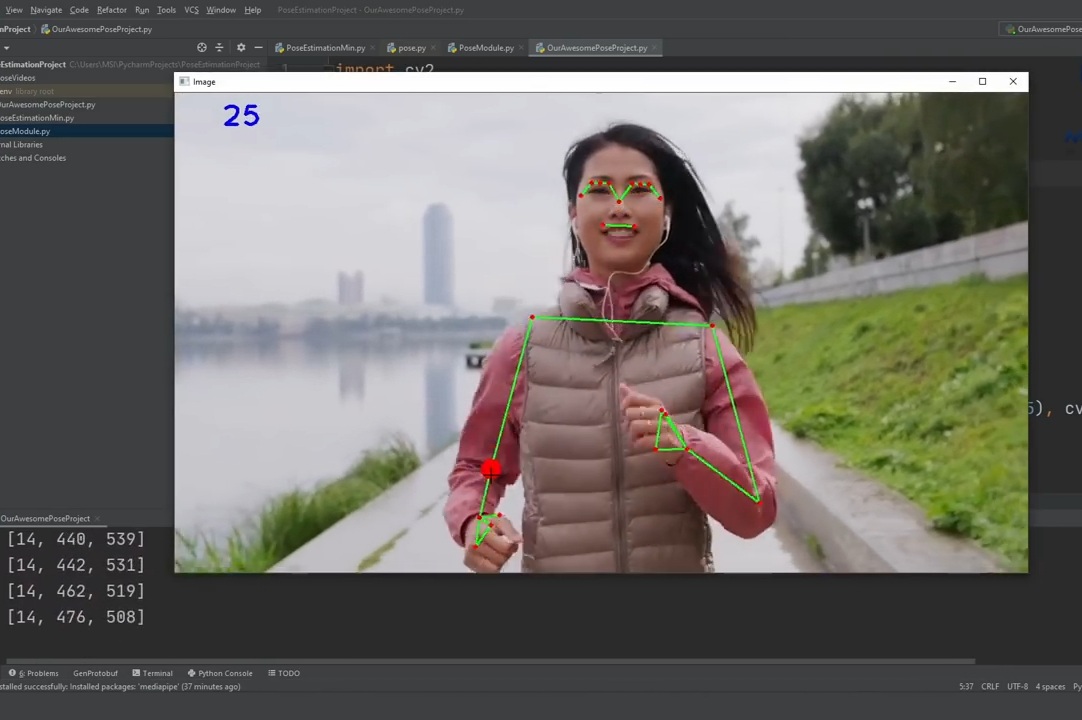 View Navigate Code Refactor Run Tools VCS Window Help PoseEstimationProject - OurAwesomePoseProject.py
nProject OurAwesomePoseProject.py OurAwesomePose
PoseEstimationMin.py pose.py PoseModule.py OurAwesomePoseProject.py
EstimationProject C:\Users\MSI\PycharmProjects\PoseEstimationProject
1 import cv2
oseVideos
env library root
OurAwesomePoseProject.py
oseEstimationMin.py
oseModule.py
rnal Libraries
tches and Consoles
Image
25
5), cv
OurAwesomePoseProject
[14, 440, 539]
[14, 442, 531]
[14, 462, 519]
[14, 476, 508]
6: Problems GenProtobuf Terminal Python Console TODO
stalled successfully: Installed packages: 'mediapipe' (37 minutes ago) 5:37 CRLF UTF-8 4 spaces Py